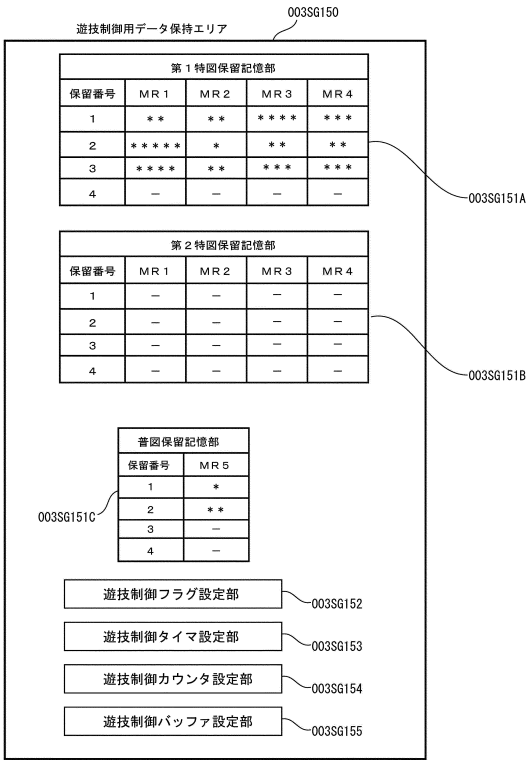 003SG150
遊技制御用データ保持エリア
第1特図保留記憶部
保留番号 MR1 MR2 MR3 MR4
1 ** ** **** ***
2 ***** * ** **
3 **** ** *** ***
4 － － － －
003SG151A
第2特図保留記憶部
保留番号 MR1 MR2 MR3 MR4
1 － － － －
2 － － － －
3 － － － －
4 － － － －
003SG151B
普図保留記憶部
保留番号 MR5
1 *
2 **
3 －
4 －
003SG151C
遊技制御フラグ設定部 003SG152
遊技制御タイマ設定部 003SG153
遊技制御カウンタ設定部 003SG154
遊技制御バッファ設定部 003SG155